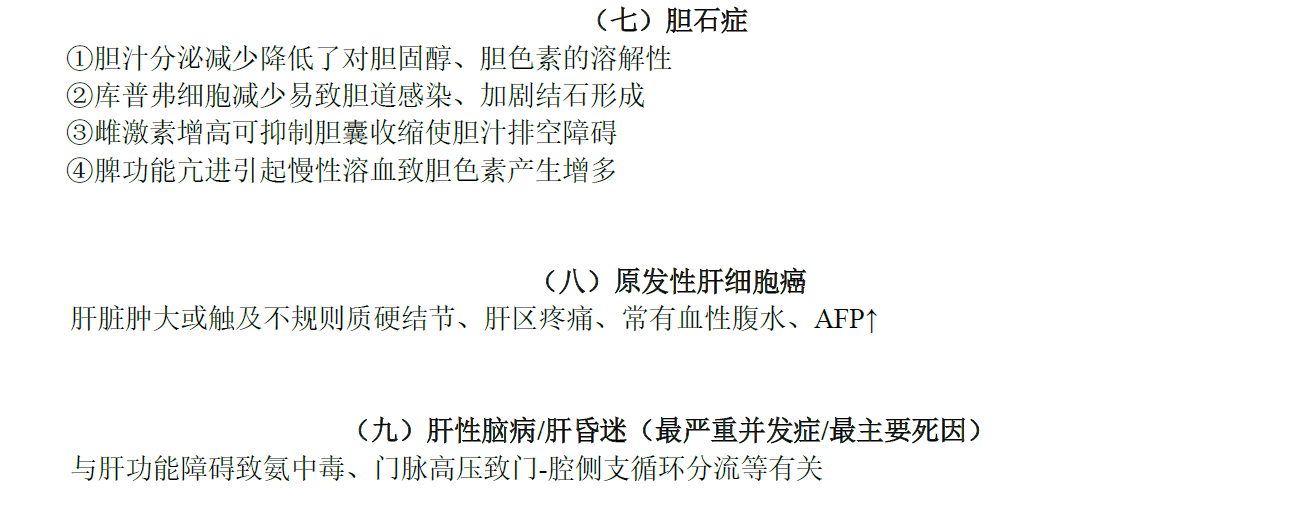 （七）胆石症
①胆汁分泌减少降低了对胆固醇、胆色素的溶解性
②库普弗细胞减少易致胆道感染、加剧结石形成
③雌激素增高可抑制胆囊收缩使胆汁排空障碍
④脾功能亢进引起慢性溶血致胆色素产生增多
（八）原发性肝细胞癌
肝脏肿大或触及不规则质硬结节、肝区疼痛、常有血性腹水、AFP↑
（九）肝性脑病/肝昏迷（最严重并发症/最主要死因）
与肝功能障碍致氨中毒、门脉高压致门-腔侧支循环分流等有关